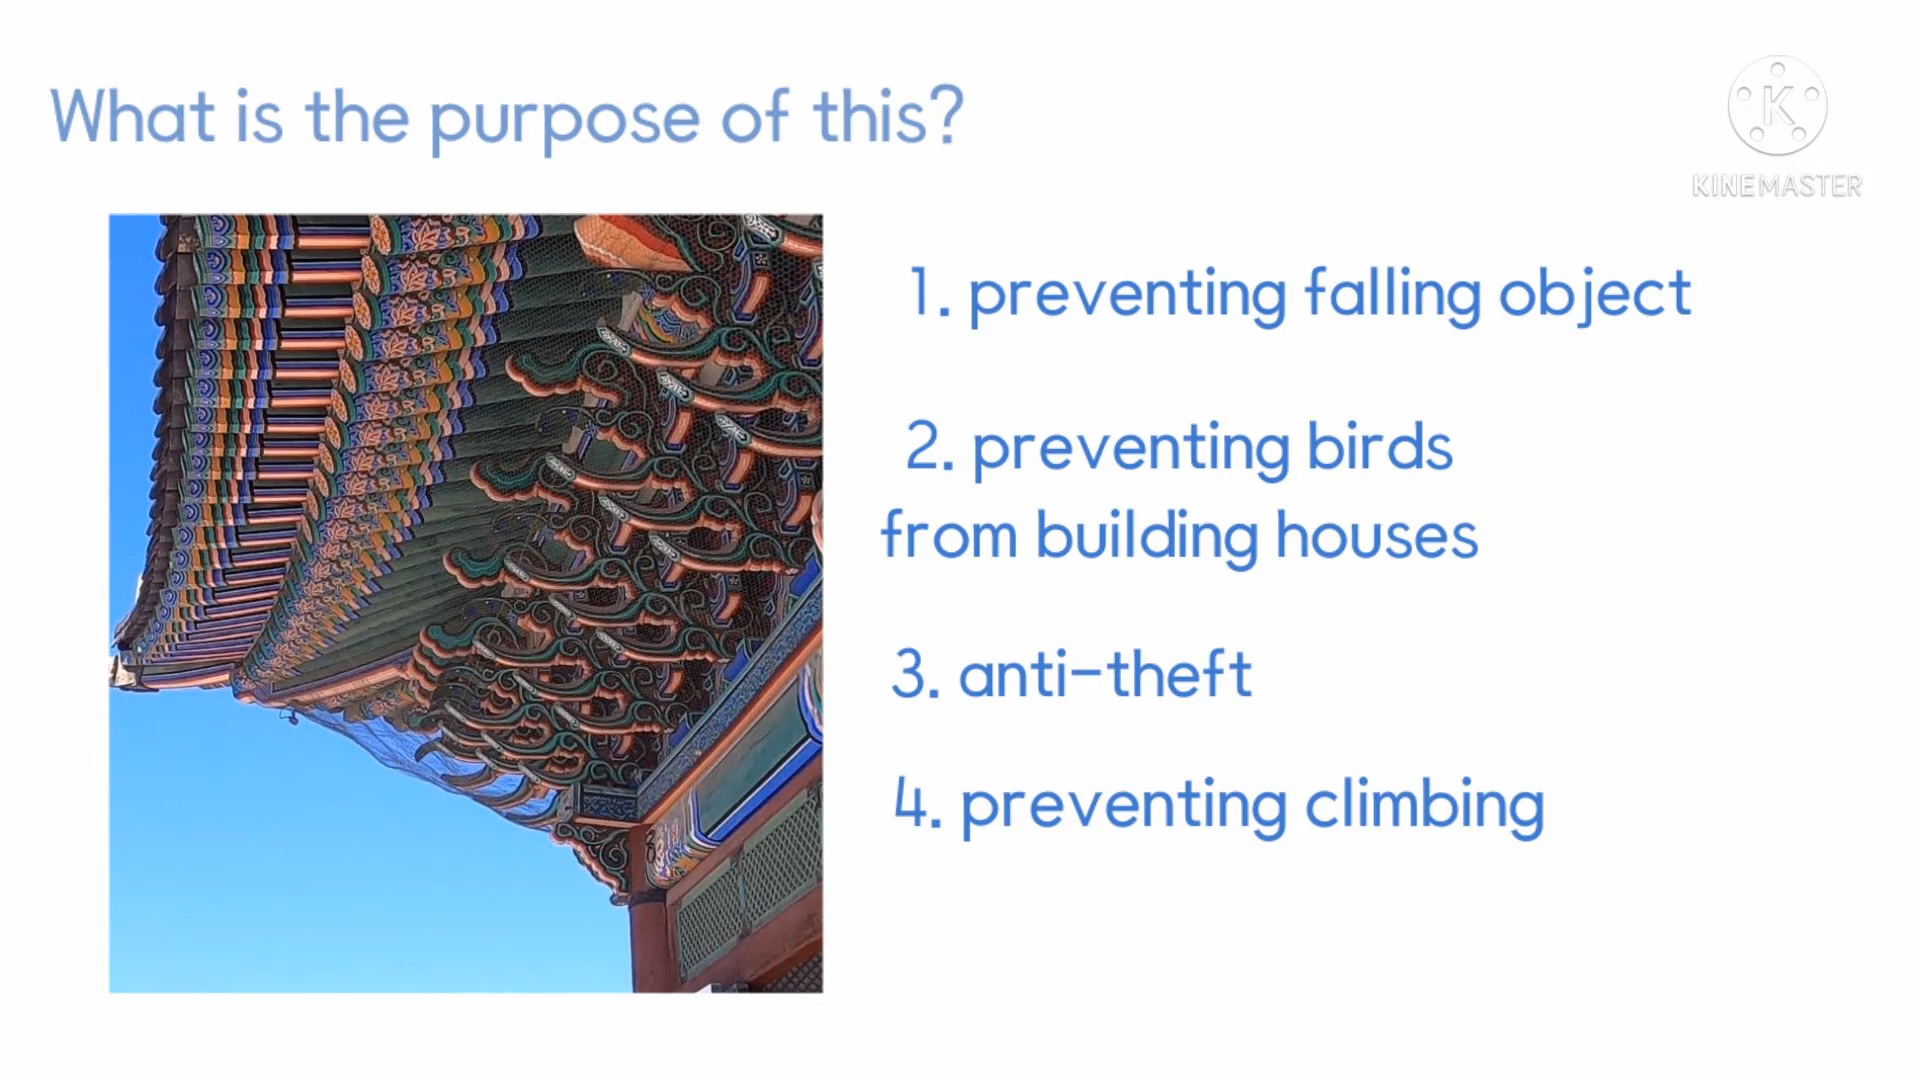 What is the purpose of this?
KINEMASTER
1. preventing falling object
2. preventing birds
from building houses
3. anti-theft
4. preventing climbing